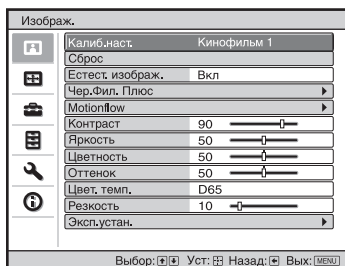 Изображ.
Калиб.наст. Кинофильм 1
Сброс
Естест. изображ. Вкл
Чер.Фил. Плюс
Motionflow
Контраст 90
Яркость 50
Цветность 50
Оттенок 50
Цвет. темп. D65
Резкость 10
Эксп.устан.
Выбор: Уст: Назад: Вых: MENU